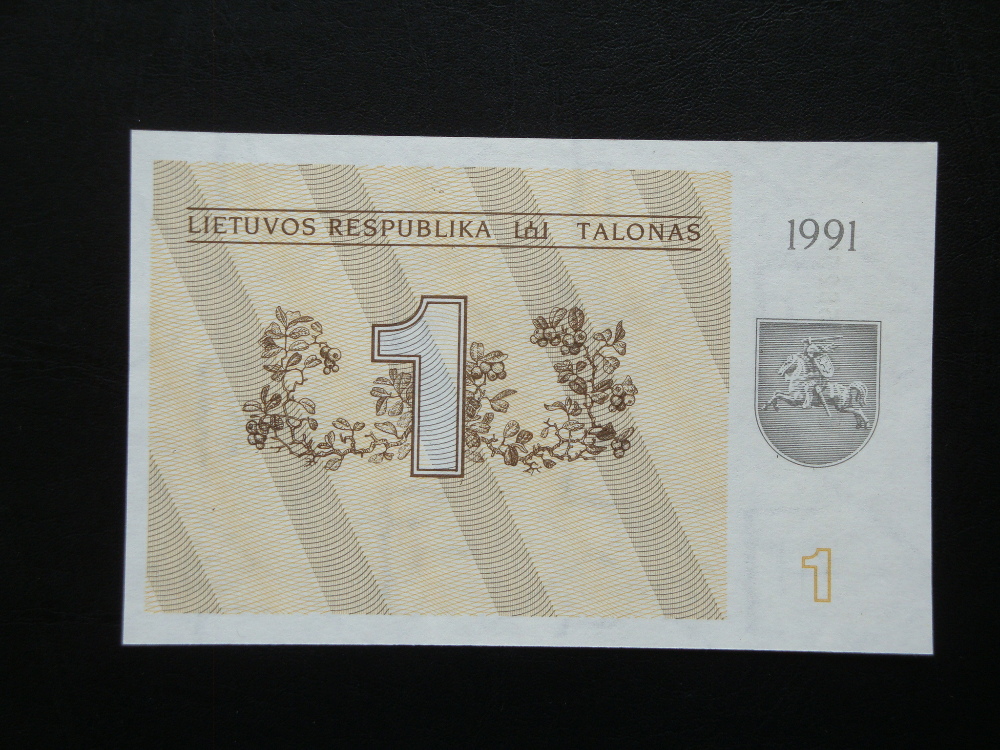 LIETUVOS RESPUBLIKA TALONAS
1991
1
1